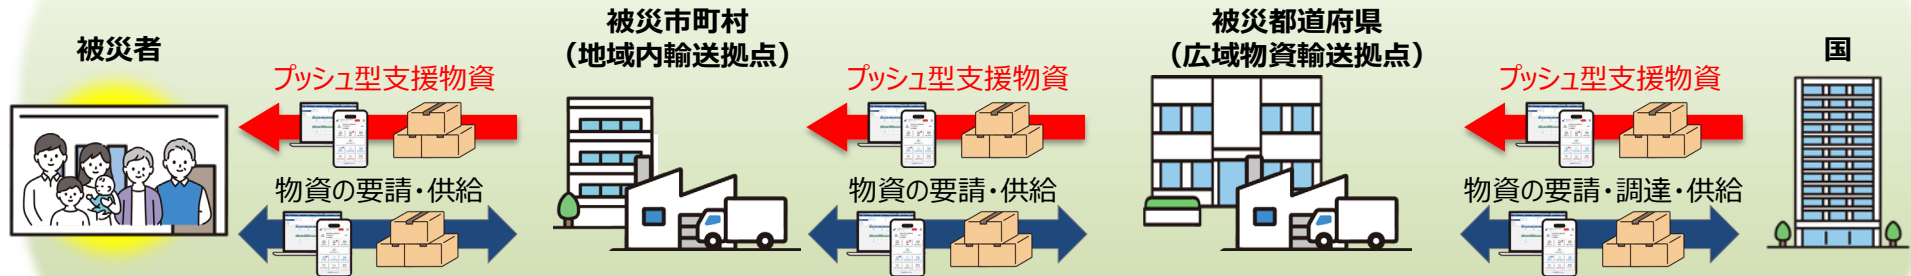 被災者
プッシュ型支援物資
物資の要請・供給
被災市町村
（地域内輸送拠点）
プッシュ型支援物資
物資の要請・供給
被災都道府県
（広域物資輸送拠点）
プッシュ型支援物資
物資の要請・調達・供給
国